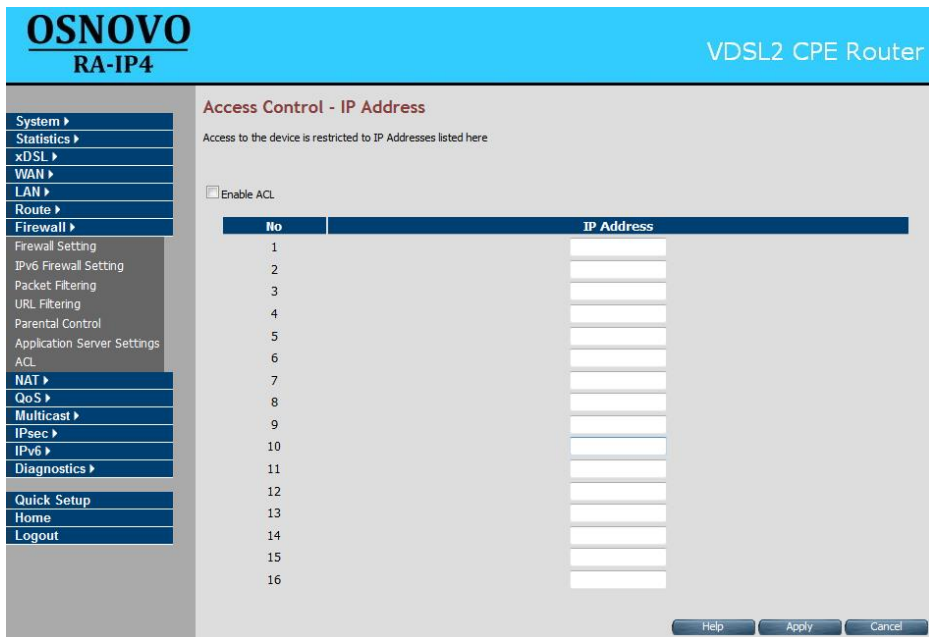 OSNOVO
RA-IP4
VDSL2 CPE Router
System
Statistics
xDSL
WAN
LAN
Route
Firewall
Firewall Setting
IPv6 Firewall Setting
Packet Filtering
URL Filtering
Parental Control
Application Server Settings
ACL
NAT
QoS
Multicast
IPsec
IPv6
Diagnostics
Quick Setup
Home
Logout
Access Control - IP Address
Access to the device is restricted to IP Addresses listed here
Enable ACL
No IP Address
1
2
3
4
5
6
7
8
9
10
11
12
13
14
15
16
Help Apply Cancel